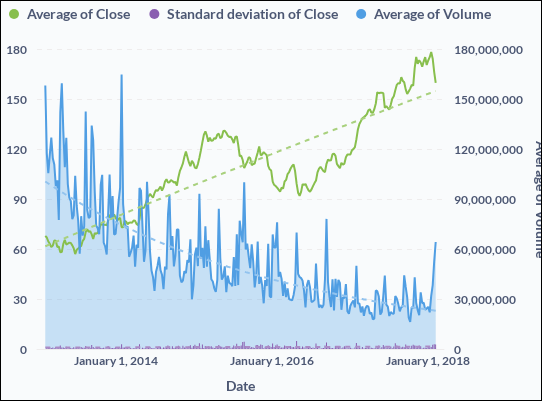 Average of Close Standard deviation of Close Average of Volume
180 180,000,000
150 150,000,000
120 120,000,000
90 90,000,000
60 60,000,000
30 30,000,000
0 0
Average of Volume
January 1, 2014 January 1, 2016 January 1, 2018
Date